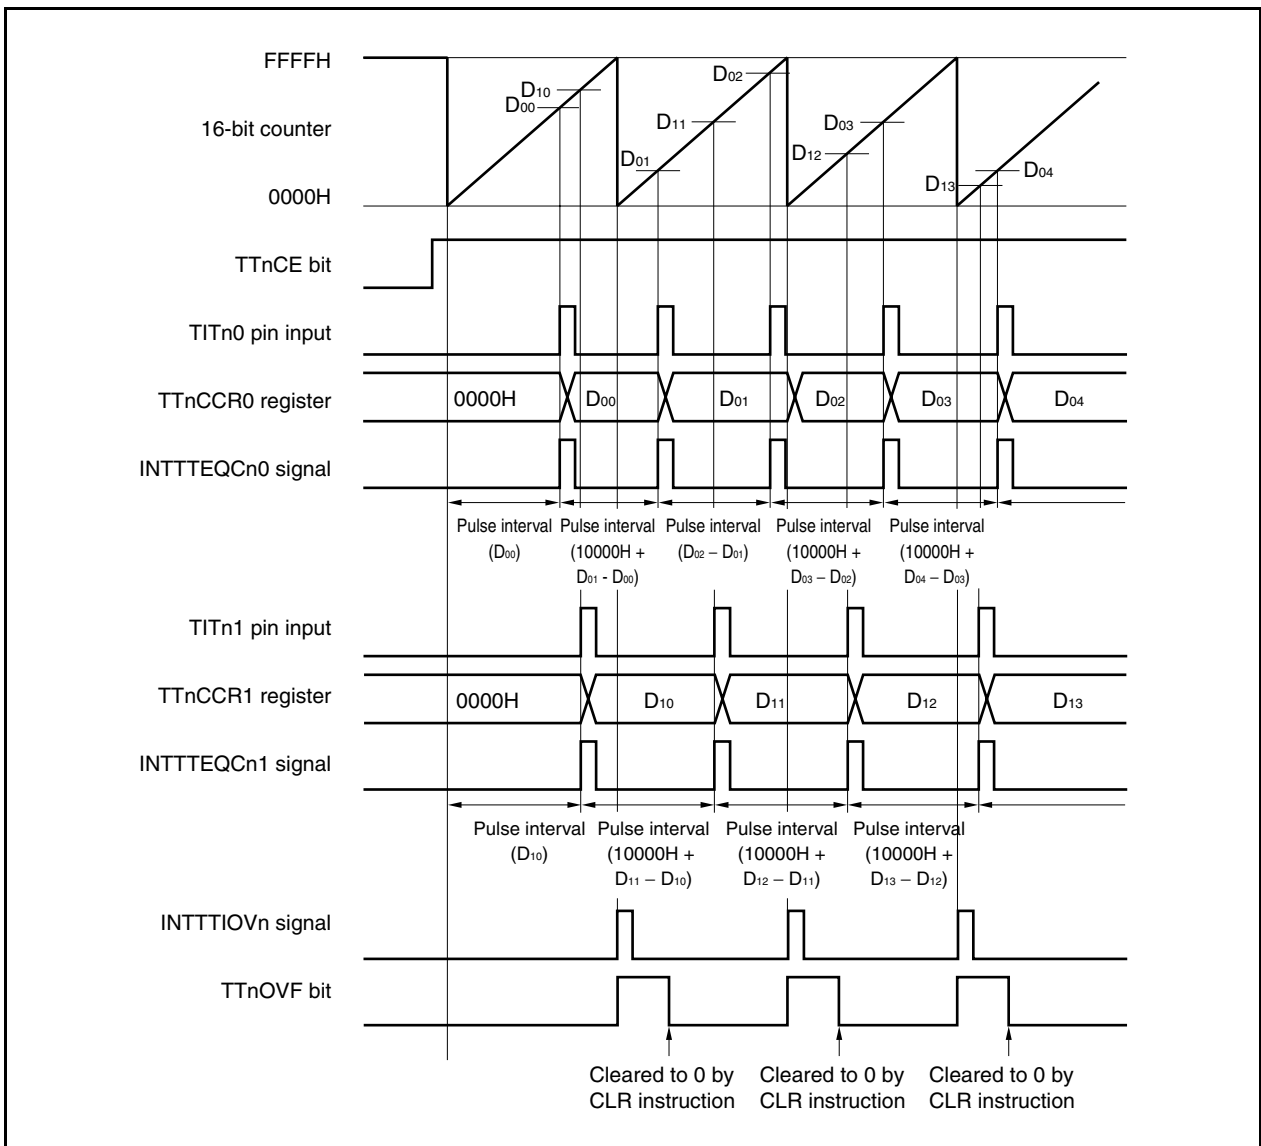 FFFFH
D10
D00
D02
16-bit counter
D11
D03
D01
D12
D13
D04
0000H
TTnCE bit
TITn0 pin input
TTnCCR0 register
0000H
D00
D01
D02
D03
D04
INTTTEQCn0 signal
Pulse interval
(D00)
Pulse interval
(10000H +
D01 - D00)
Pulse interval
(D02 – D01)
Pulse interval
(10000H +
D03 – D02)
Pulse interval
(10000H +
D04 – D03)
TITn1 pin input
TTnCCR1 register
0000H
D10
D11
D12
D13
INTTTEQCn1 signal
Pulse interval
(D10)
Pulse interval
(10000H +
D11 – D10)
Pulse interval
(10000H +
D12 – D11)
Pulse interval
(10000H +
D13 – D12)
INTTTIOVn signal
TTnOVF bit
Cleared to 0 by
CLR instruction
Cleared to 0 by
CLR instruction
Cleared to 0 by
CLR instruction